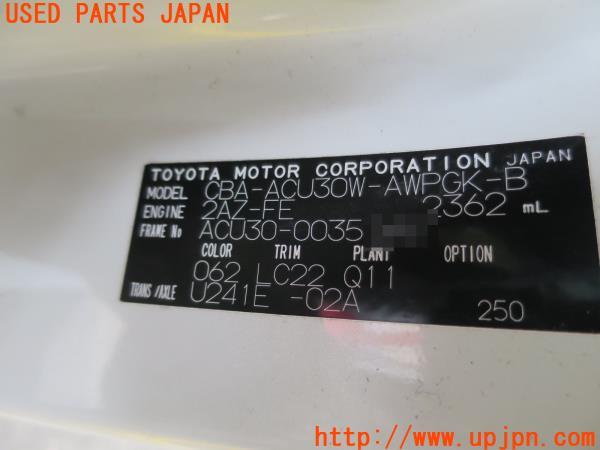 USED PARTS JAPAN
TOYOTA MOTOR CORPORATION JAPAN
MODEL CBA-ACU30W-AWPGK-B
ENGINE 2AZ-FE 2362 mL
FRAME No ACU30-0035
COLOR TRIM PLANT OPTION
062 LC22 Q11
TRANS/AXLE U241E -02A 250
www.upjpn.com